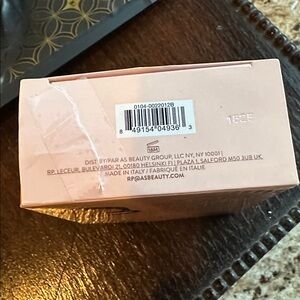 0104-0022012B
8 49154 04936 3
DIST. BY/PAR AS BEAUTY GROUP, LLC NY, NY 10001 |
RP, LECEUR, BULEVARDI 21, 00180 HELSINKI FI | PLAZA 1, SALFORD M50 3UB UK,
MADE IN ITALY / FABRIQUÉ EN ITALIE
RP@ASBEAUTY.COM